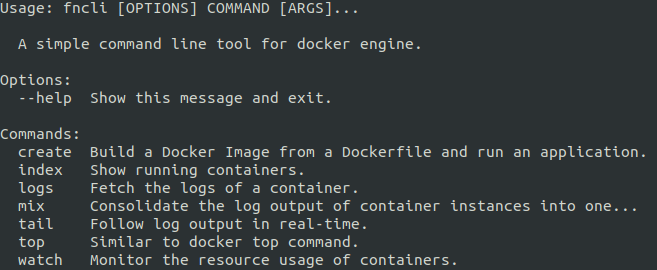 Usage: fncli [OPTIONS] COMMAND [ARGS]...
A simple command line tool for docker engine.
Options:
--help  Show this message and exit.
Commands:
create  Build a Docker Image from a Dockerfile and run an application.
index   Show running containers.
logs    Fetch the logs of a container.
mix     Consolidate the log output of container instances into one...
tail    Follow log output in real-time.
top     Similar to docker top command.
watch   Monitor the resource usage of containers.